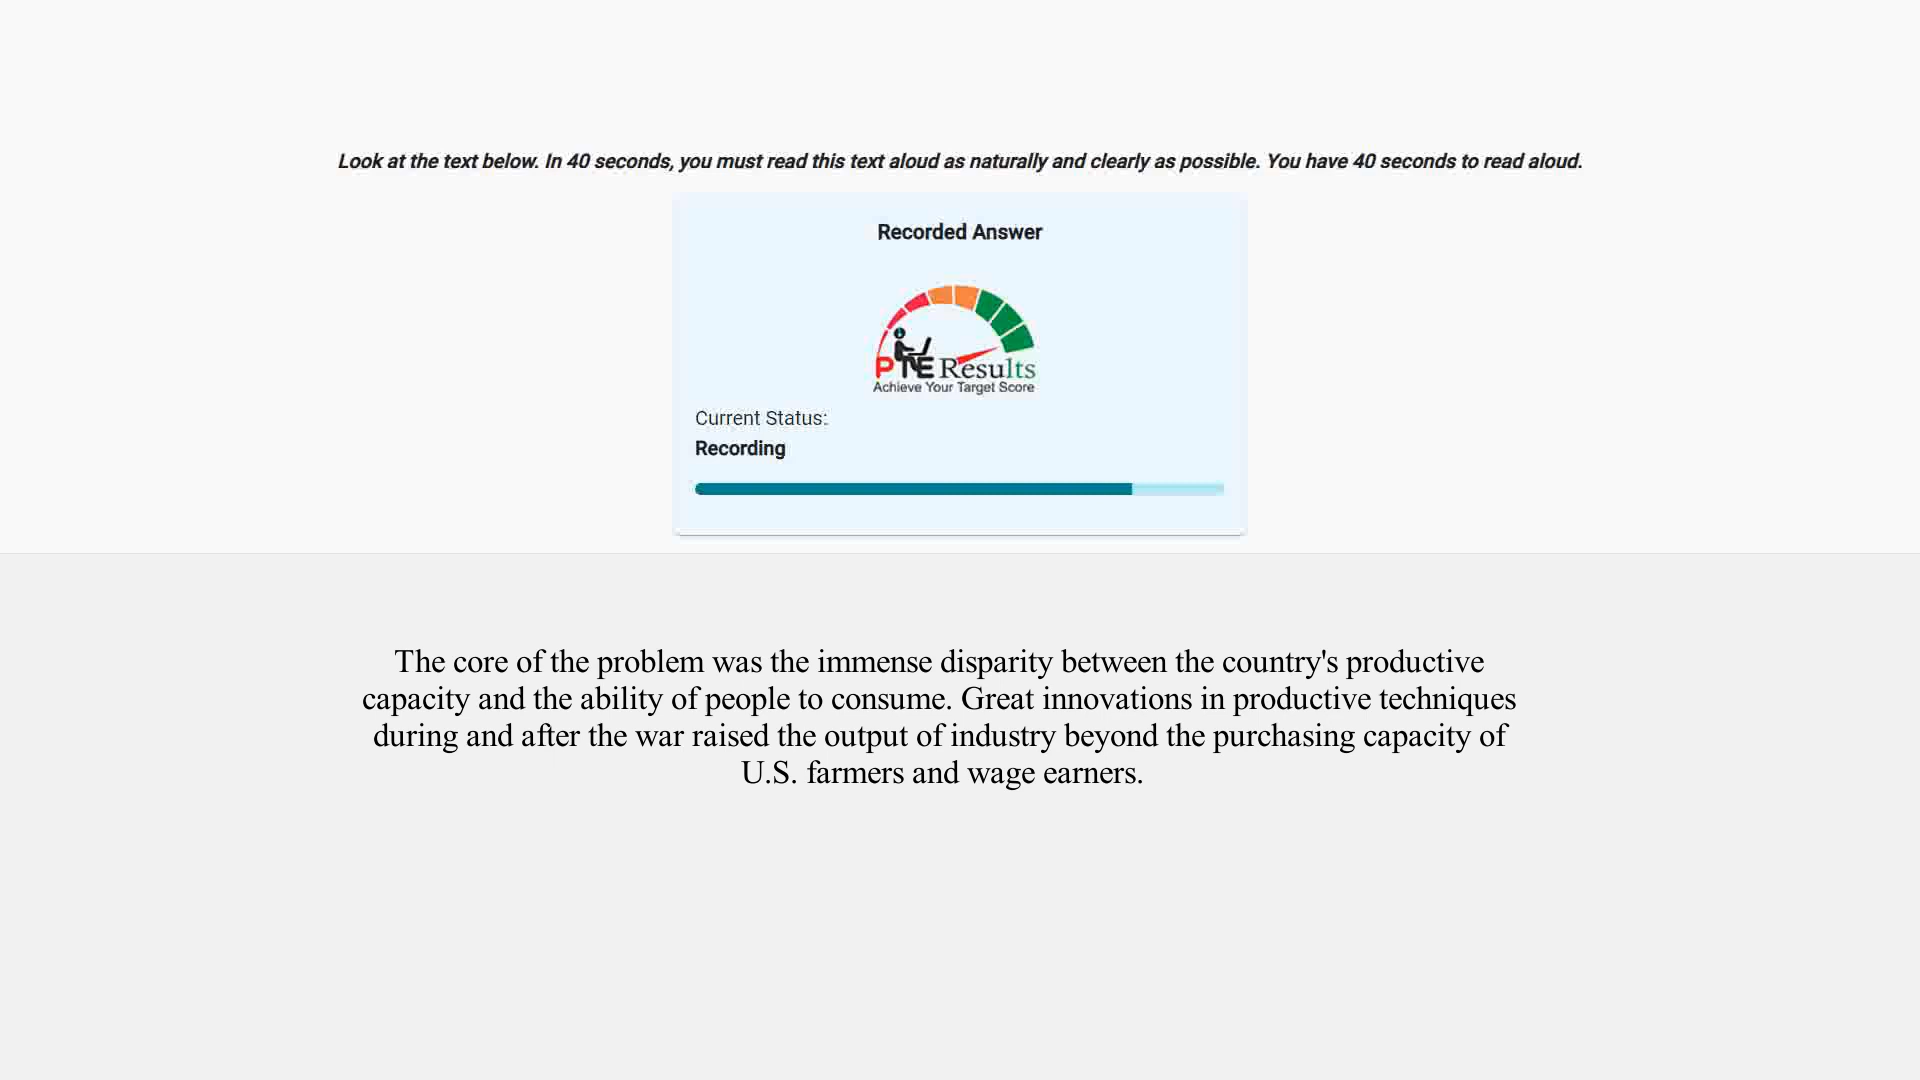 Look at the text below. In 40 seconds, you must read this text aloud as naturally and clearly as possible. You have 40 seconds to read aloud.
Recorded Answer
PTE Results
Achieve Your Target Score
Current Status:
Recording
The core of the problem was the immense disparity between the country's productive
capacity and the ability of people to consume. Great innovations in productive techniques
during and after the war raised the output of industry beyond the purchasing capacity of
U.S. farmers and wage earners.